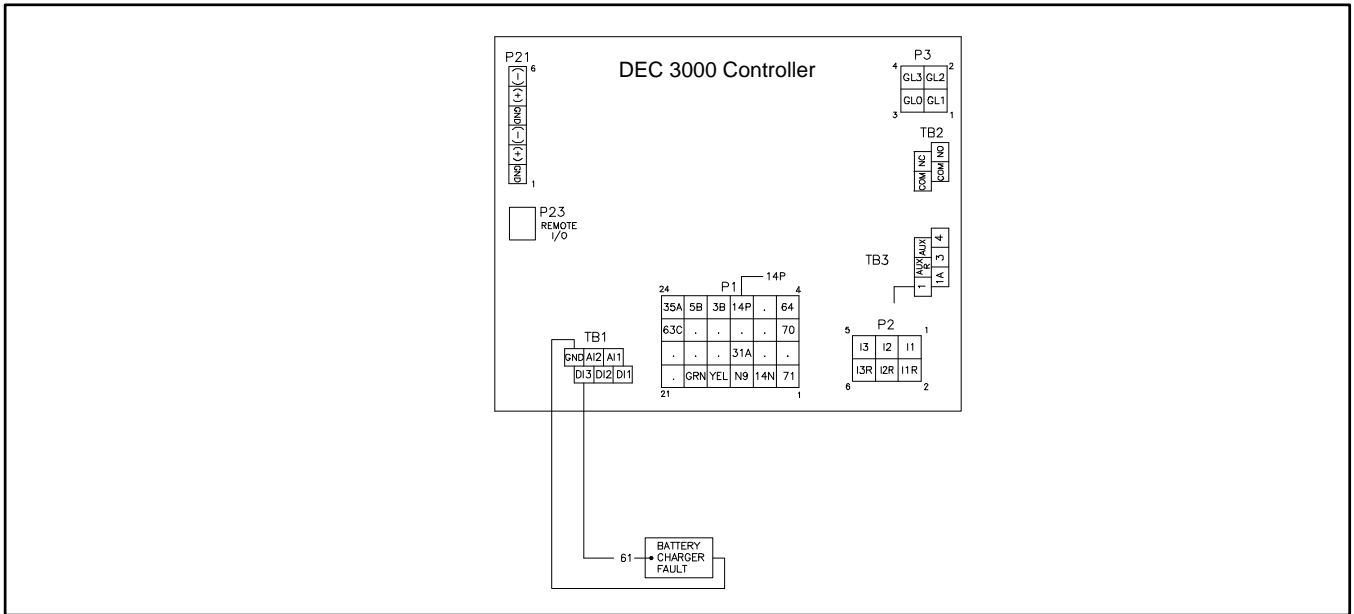 DEC 3000 Controller
P21
6
(-)
(+)
GND
(-)
(+)
GND
1
P23
REMOTE
I/O
P3
4 2
GL3 GL2
GL0 GL1
3 1
TB2
NC NO
COM COM
TB3
AUX 4
AUX R 3
1 1A
14P
P1
24 4
35A 5B 3B 14P . 64
63C . . . . 70
. . . 31A . .
. GRN YEL N9 14N 71
21 1
P2
5 1
I3 I2 I1
I3R I2R I1R
6 2
TB1
GND AI2 AI1
DI3 DI2 DI1
61
BATTERY
CHARGER
FAULT